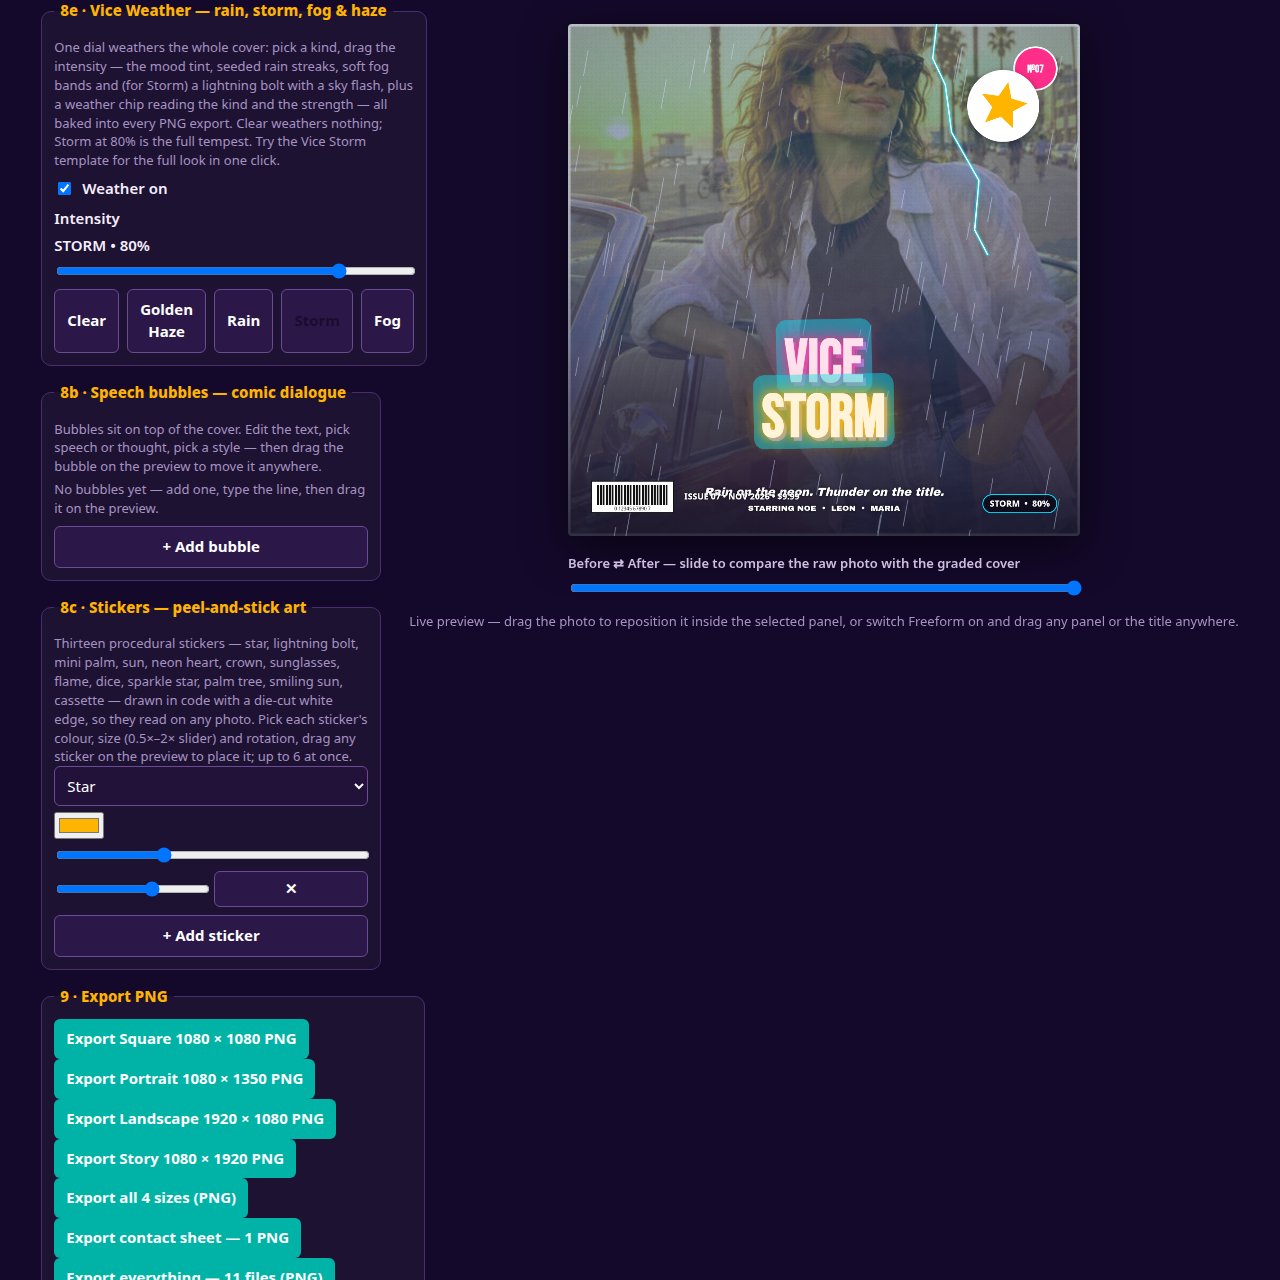 8e · Vice Weather — rain, storm, fog & haze
One dial weathers the whole cover: pick a kind, drag the
intensity — the mood tint, seeded rain streaks, soft fog
bands and (for Storm) a lightning bolt with a sky flash, plus
a weather chip reading the kind and the strength — all
baked into every PNG export. Clear weathers nothing;
Storm at 80% is the full tempest. Try the Vice Storm
template for the full look in one click.
Weather on
Intensity
STORM • 80%
Clear
Golden
Haze
Rain
Storm
Fog
8b · Speech bubbles — comic dialogue
Bubbles sit on top of the cover. Edit the text, pick
speech or thought, pick a style — then drag the
bubble on the preview to move it anywhere.
No bubbles yet — add one, type the line, then drag
it on the preview.
+ Add bubble
8c · Stickers — peel-and-stick art
Thirteen procedural stickers — star, lightning bolt,
mini palm, sun, neon heart, crown, sunglasses,
flame, dice, sparkle star, palm tree, smiling sun,
cassette — drawn in code with a die-cut white
edge, so they read on any photo. Pick each sticker's
colour, size (0.5×–2× slider) and rotation, drag any
sticker on the preview to place it; up to 6 at once.
Star
✕
+ Add sticker
9 · Export PNG
Export Square 1080 × 1080 PNG
Export Portrait 1080 × 1350 PNG
Export Landscape 1920 × 1080 PNG
Export Story 1080 × 1920 PNG
Export all 4 sizes (PNG)
Export contact sheet — 1 PNG
Export everything — 11 files (PNG)
№07
VICE
STORM
Rain on the neon. Thunder on the title.
ISSUE 07 • NOV 2026 • $9.99
STARRING NOE • LEON • MARIA
STORM • 80%
Before ⇄ After — slide to compare the raw photo with the graded cover
Live preview — drag the photo to reposition it inside the selected panel, or switch Freeform on and drag any panel or the title anywhere.